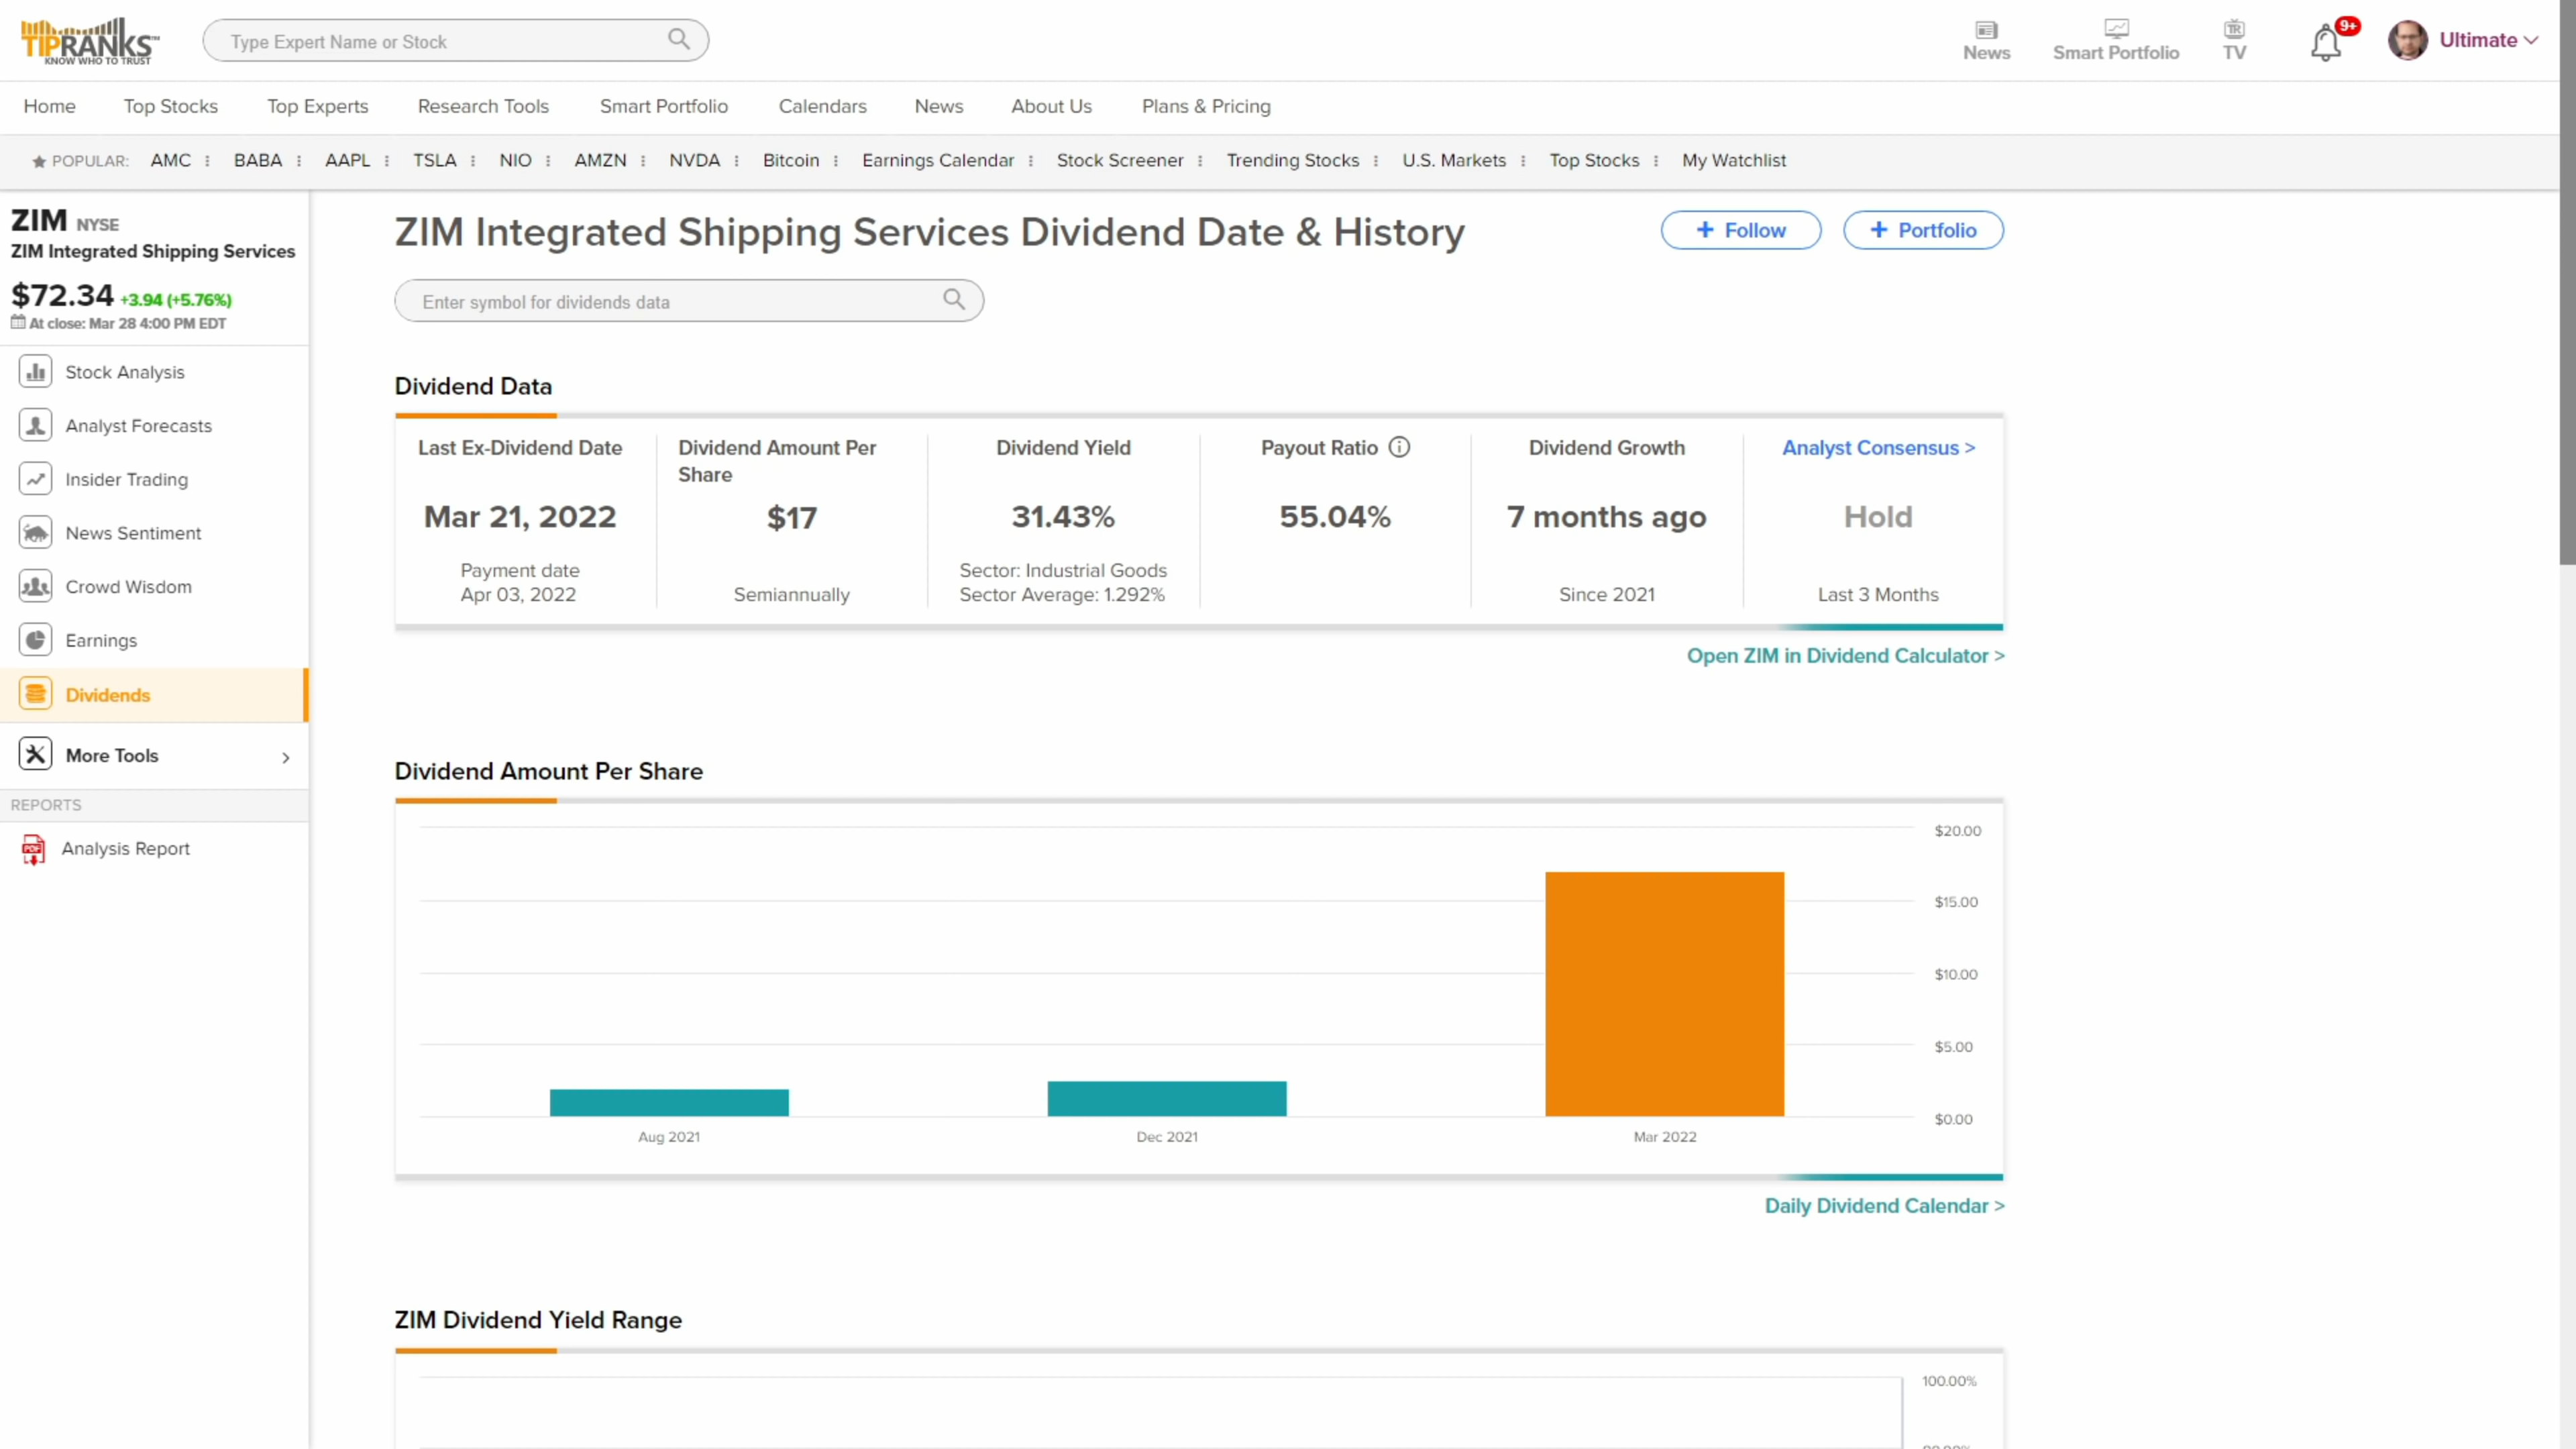 TIPRANKS™
KNOW WHO TO TRUST
Type Expert Name or Stock
News
Smart Portfolio
TR
TV
9+
Ultimate
Home Top Stocks Top Experts Research Tools Smart Portfolio Calendars News About Us Plans & Pricing
POPULAR: AMC BABA AAPL TSLA NIO AMZN NVDA Bitcoin Earnings Calendar Stock Screener Trending Stocks U.S. Markets Top Stocks My Watchlist
ZIM NYSE
ZIM Integrated Shipping Services
$72.34 +3.94 (+5.76%)
At close: Mar 28 4:00 PM EDT
Stock Analysis
Analyst Forecasts
Insider Trading
News Sentiment
Crowd Wisdom
Earnings
Dividends
More Tools
REPORTS
PDF
Analysis Report
ZIM Integrated Shipping Services Dividend Date & History
+ Follow
+ Portfolio
Enter symbol for dividends data
Dividend Data
Last Ex-Dividend Date
Mar 21, 2022
Payment date
Apr 03, 2022
Dividend Amount Per
Share
$17
Semiannually
Dividend Yield
31.43%
Sector: Industrial Goods
Sector Average: 1.292%
Payout Ratio
55.04%
Dividend Growth
7 months ago
Since 2021
Analyst Consensus >
Hold
Last 3 Months
Open ZIM in Dividend Calculator >
Dividend Amount Per Share
$20.00
$15.00
$10.00
$5.00
$0.00
Aug 2021
Dec 2021
Mar 2022
Daily Dividend Calendar >
ZIM Dividend Yield Range
100.00%